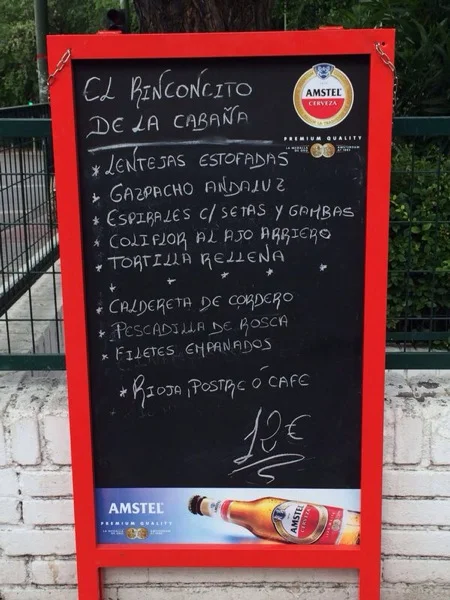 EL RINCONCITO
DE LA CABAÑA
AMSTEL
CERVEZA
PREMIUM QUALITY
* LENTEJAS ESTOFADAS
* GAZPACHO ANDALUZ
* ESPIRALES C/ SETAS Y GAMBAS
* COLIFLOR AL AJO ARRIERO
* TORTILLA RELLENA
* * * * *
* CALDERETA DE CORDERO
* PESCADILLA DE ROSCA
* FILETES EMPANADOS
* RIOJA, POSTRE Ó CAFE
12€
AMSTEL
PREMIUM QUALITY
AMSTEL